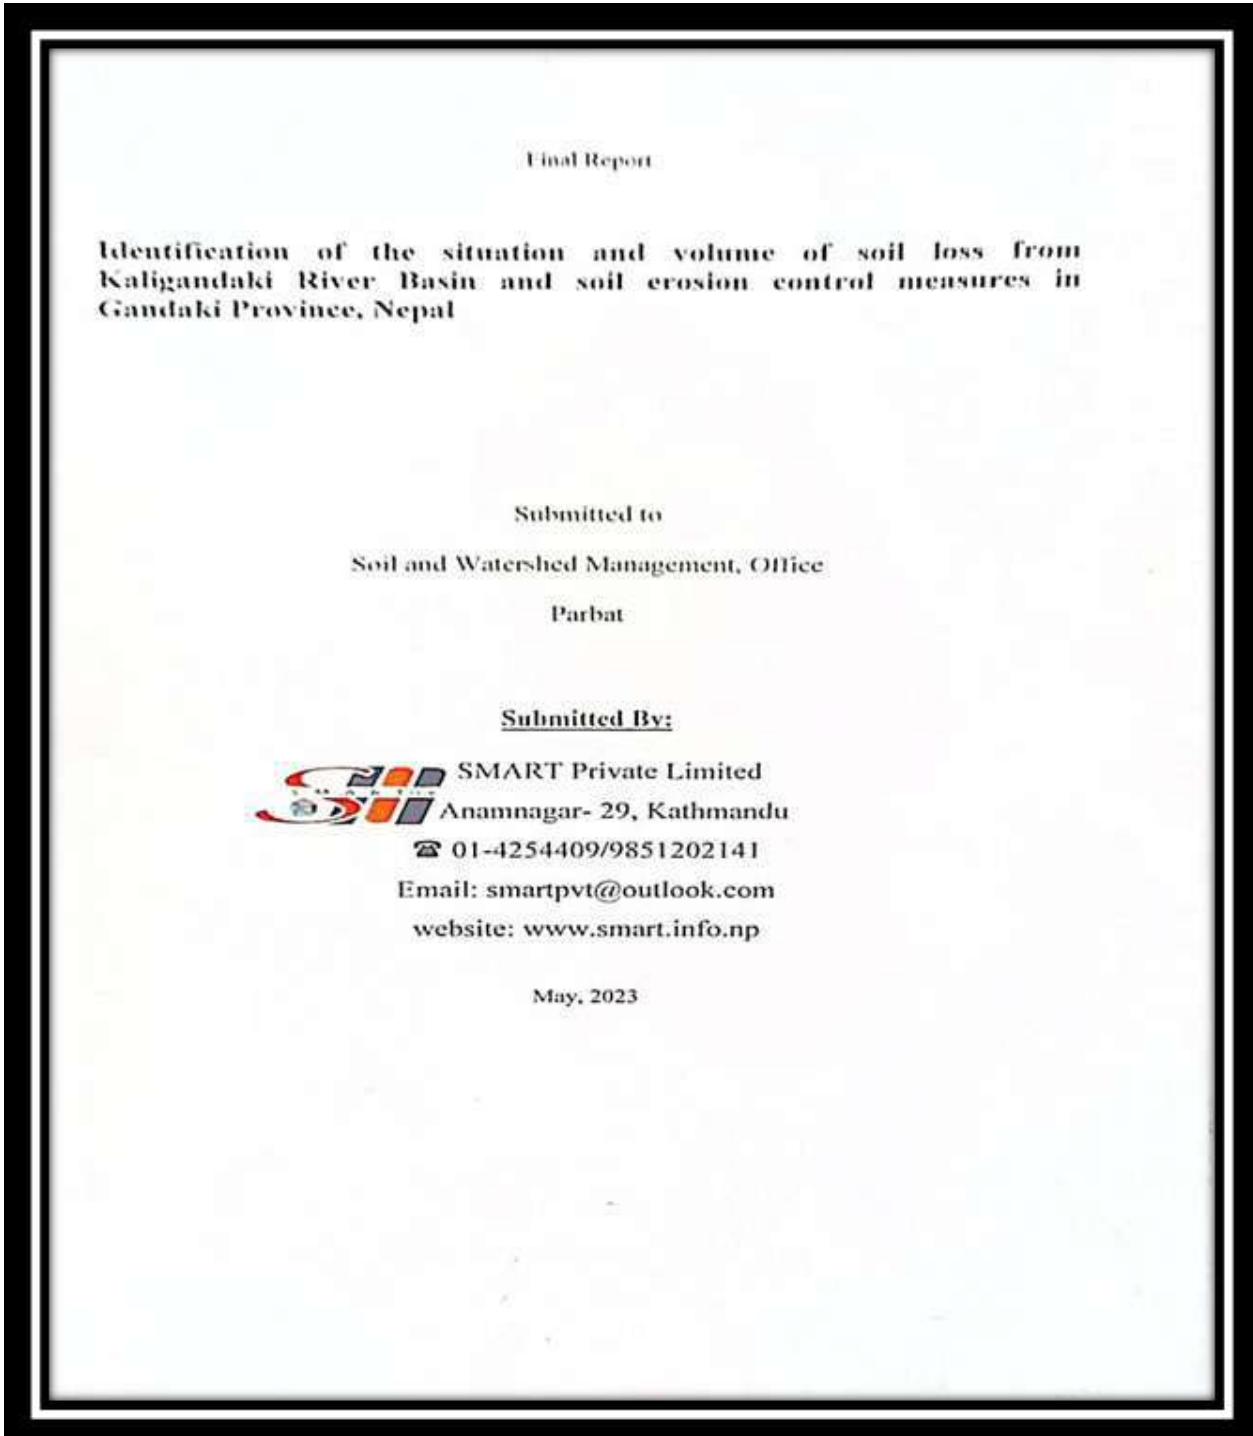 Final Report
Identification of the situation and volume of soil loss from
Kaligandaki River Basin and soil erosion control measures in
Gandaki Province, Nepal
Submitted to
Soil and Watershed Management, Office
Parbat
Submitted By:
SMART Private Limited
Anamnagar- 29, Kathmandu
☎ 01-4254409/9851202141
Email: smartpvt@outlook.com
website: www.smart.info.np
May, 2023